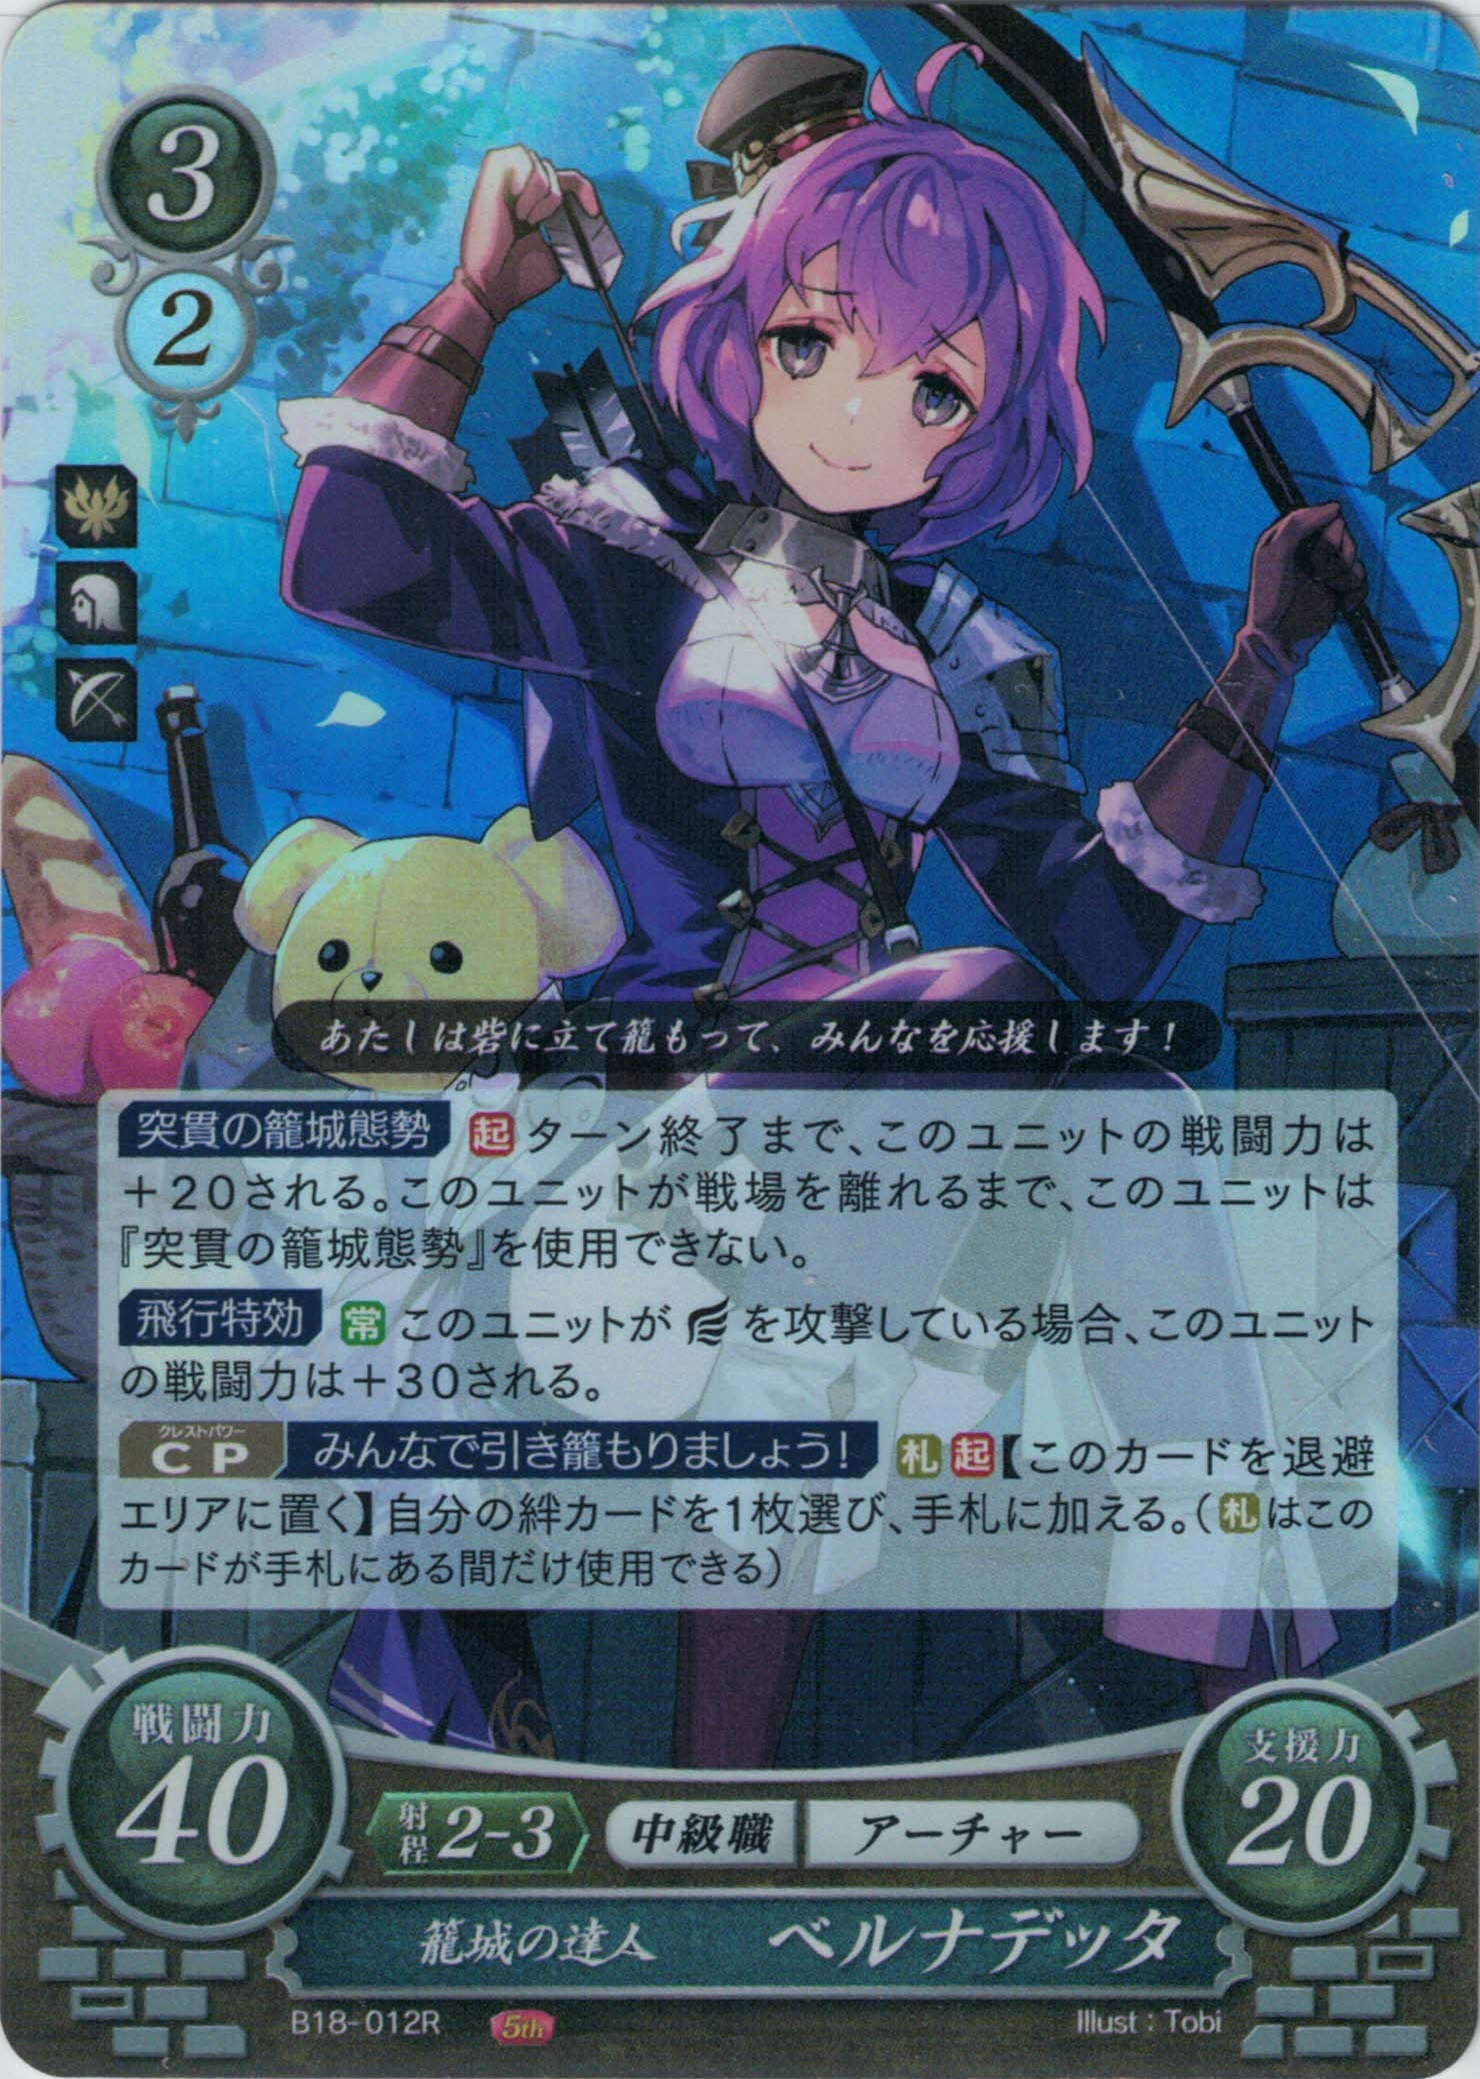 3
2
あたしは砦に立て籠もって、みんなを応援します！
突貫の籠城態勢 起 ターン終了まで、このユニットの戦闘力は
＋20される。このユニットが戦場を離れるまで、このユニットは
『突貫の籠城態勢』を使用できない。
飛行特効 常 このユニットが を攻撃している場合、このユニット
の戦闘力は＋30される。
クレストパワー
CP みんなで引き籠もりましょう！ 札 起【このカードを退避
エリアに置く】自分の絆カードを1枚選び、手札に加える。（札はこの
カードが手札にある間だけ使用できる）
戦闘力
40
射程 2-3
中級職 アーチャー
支援力
20
籠城の達人 ベルナデッタ
B18-012R 5th Illust：Tobi